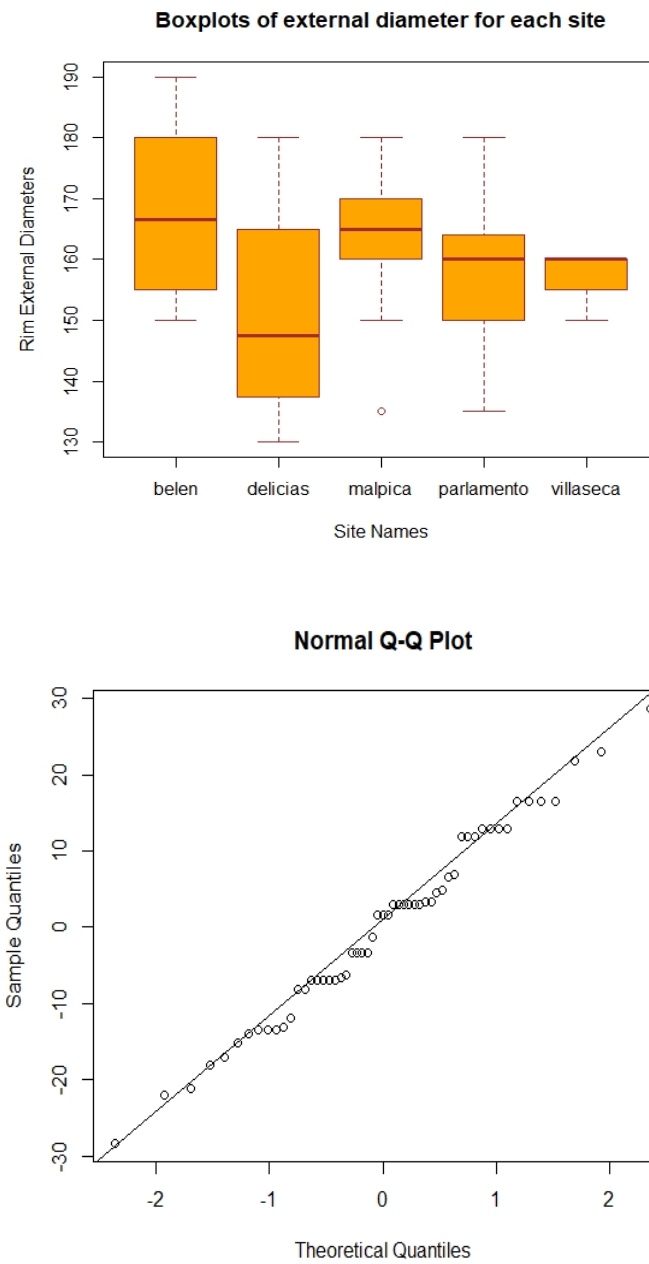 Boxplots of external diameter for each site
190
180
170
160
150
140
130
Rim External Diameters
belen delicias malpica parlamento villaseca
Site Names
Normal Q-Q Plot
30
20
10
0
-10
-20
-30
Sample Quantiles
-2 -1 0 1 2
Theoretical Quantiles